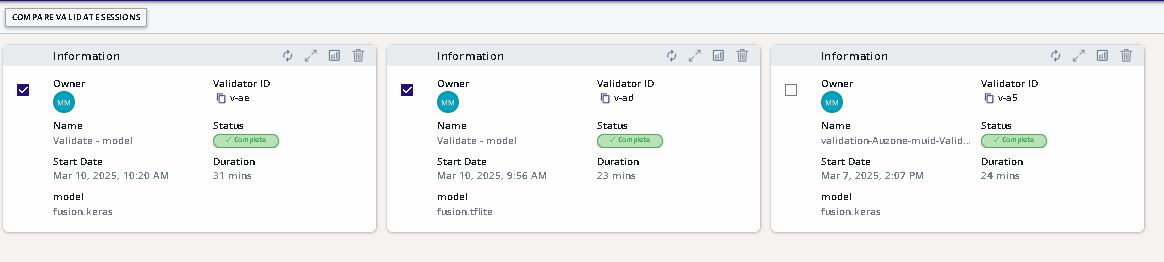 COMPARE VALIDATE SESSIONS
Information
Owner
MM
Validator ID
v-ae
Name
Validate - model
Status
✓ Complete
Start Date
Mar 10, 2025, 10:20 AM
Duration
31 mins
model
fusion.keras
Information
Owner
MM
Validator ID
v-ad
Name
Validate - model
Status
✓ Complete
Start Date
Mar 10, 2025, 9:56 AM
Duration
23 mins
model
fusion.tflite
Information
Owner
MM
Validator ID
v-a5
Name
validation-Auzone-muid-Valid...
Status
✓ Complete
Start Date
Mar 7, 2025, 2:07 PM
Duration
24 mins
model
fusion.keras